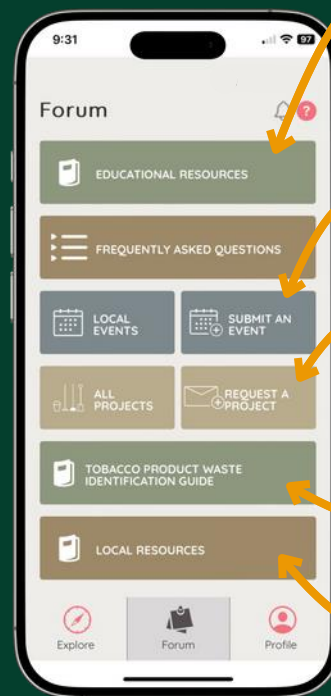 9:31
97
Forum
?
EDUCATIONAL RESOURCES
FREQUENTLY ASKED QUESTIONS
LOCAL
EVENTS
SUBMIT AN
EVENT
ALL
PROJECTS
REQUEST A
PROJECT
TOBACCO PRODUCT WASTE
IDENTIFICATION GUIDE
LOCAL RESOURCES
Explore
Forum
Profile